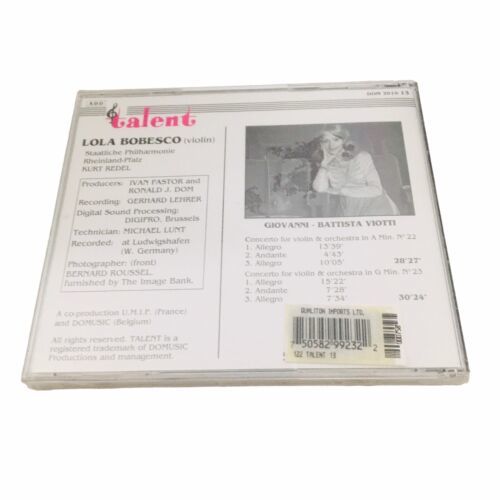 ADD
DOM 2910 13
talent
LOLA BOBESCO (violin)
Staatliche Philharmonie
Rheinland-Pfalz
KURT REDEL
Producers: IVAN PASTOR and
RONALD J. DOM
Recording: GERHARD LEHRER
Digital Sound Processing:
DIGIPRO, Brussels
Technician: MICHAEL LUNT
Recorded: at Ludwigshafen
(W. Germany)
Photographer: (front)
BERNARD ROUSSEL,
furnished by The Image Bank.
A co-production U.M.I.P. (France) and
DOMUSIC (Belgium)
All rights reserved. TALENT is a
registered trademark of DOMUSIC
Productions and management.
GIOVANNI - BATTISTA VIOTTI
Concerto for violin & orchestra in A Min. N° 22
1. Allegro 13'39'
2. Andante 4'43'
3. Allegro 10'05' 28'27"
Concerto for violin & orchestra in G Min. N° 23
1. Allegro 15'22'
2. Andante 7'28'
3. Allegro 7'34' 30'24"
QUALITON IMPORTS LTD.
7 50582 99232 2
122 TALENT 13